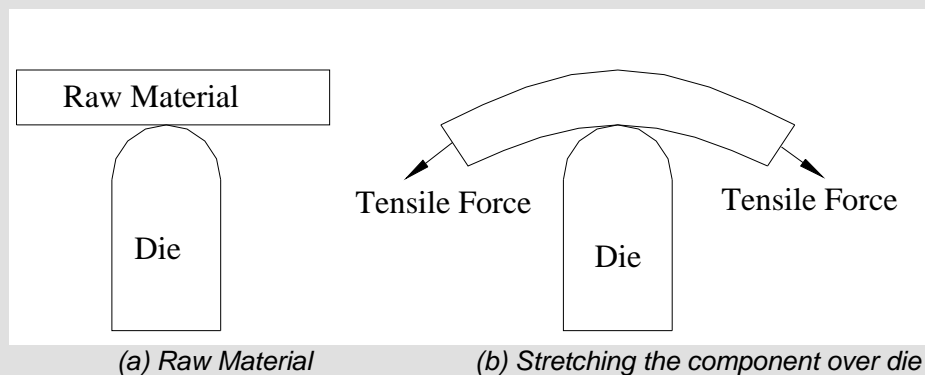 Raw Material
Die
Tensile Force
Tensile Force
Die
(a) Raw Material
(b) Stretching the component over die